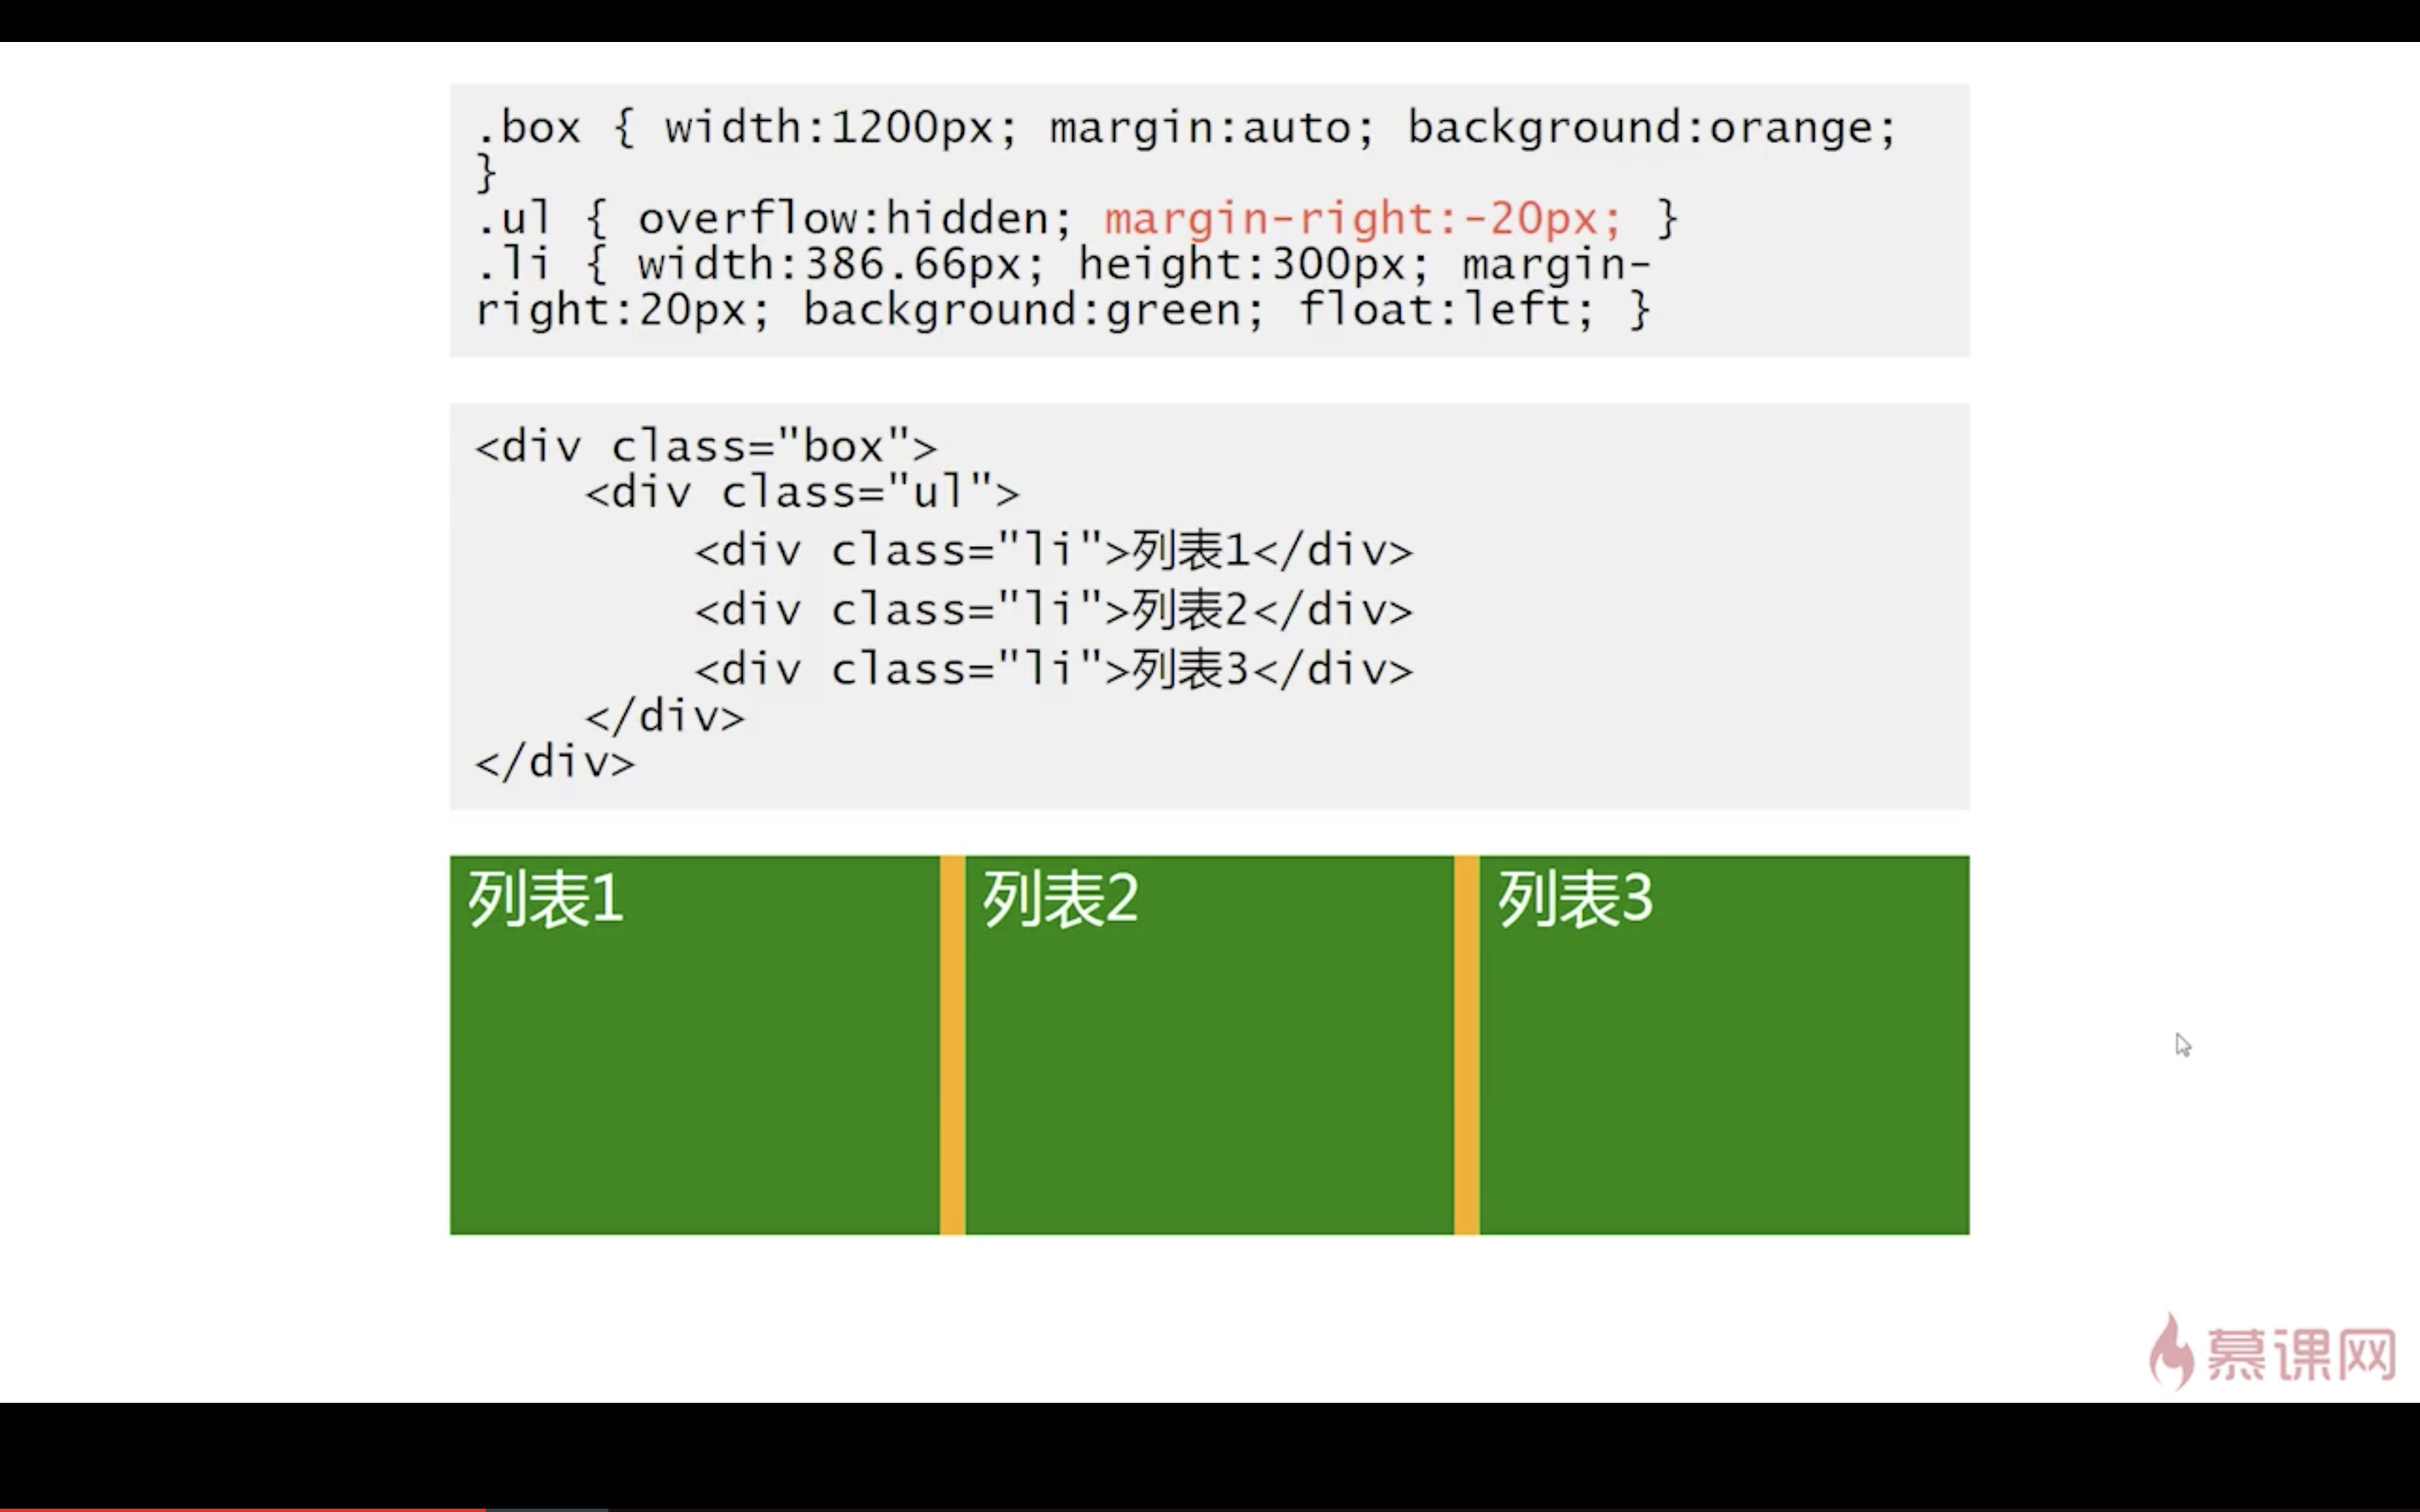 .box { width:1200px; margin:auto; background:orange;
}
.ul { overflow:hidden; margin-right:-20px; }
.li { width:386.66px; height:300px; margin-
right:20px; background:green; float:left; }
<div class="box">
<div class="ul">
<div class="li">列表1</div>
<div class="li">列表2</div>
<div class="li">列表3</div>
</div>
</div>
列表1 列表2 列表3
慕课网